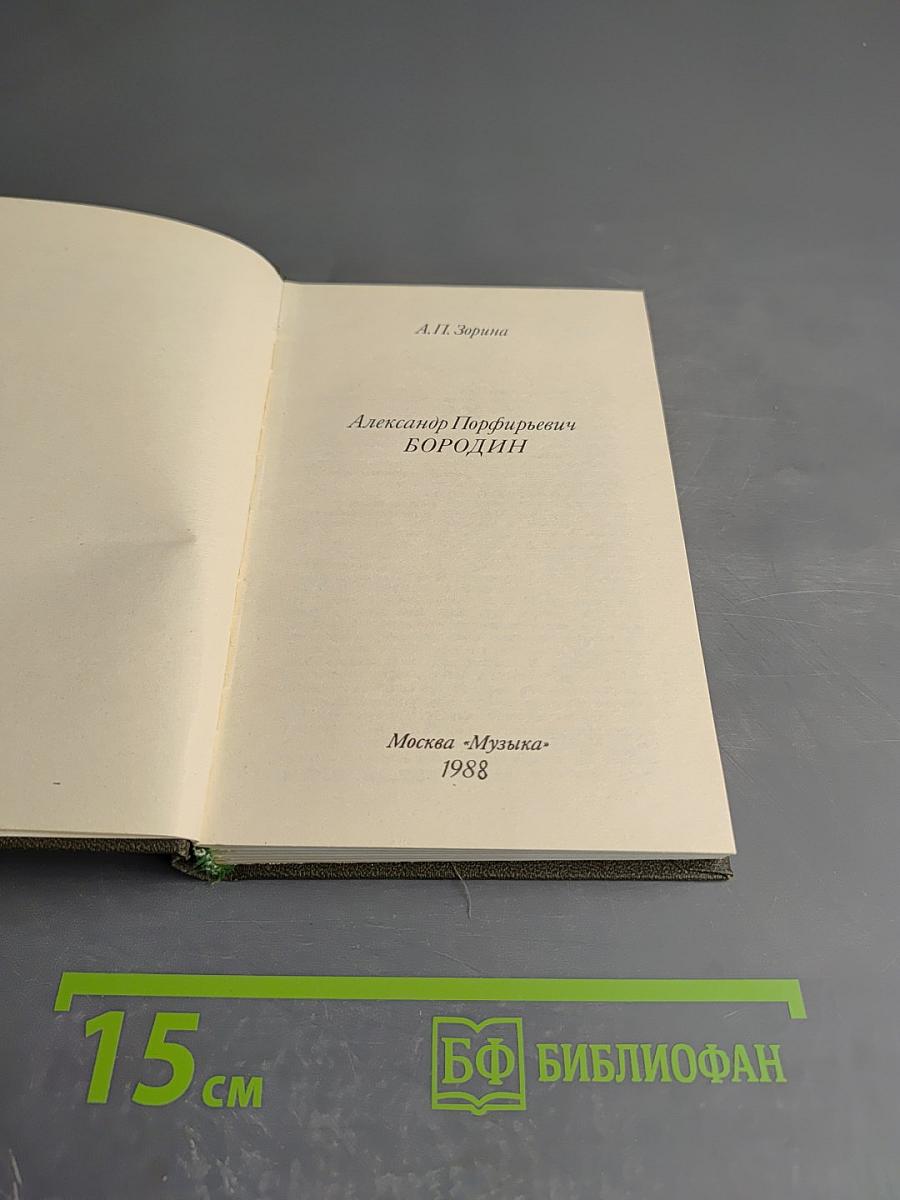 А. П. Зорина
Александр Порфирьевич
БОРОДИН
Москва «Музыка»
1988
15 см
БФ БИБЛИОФАН